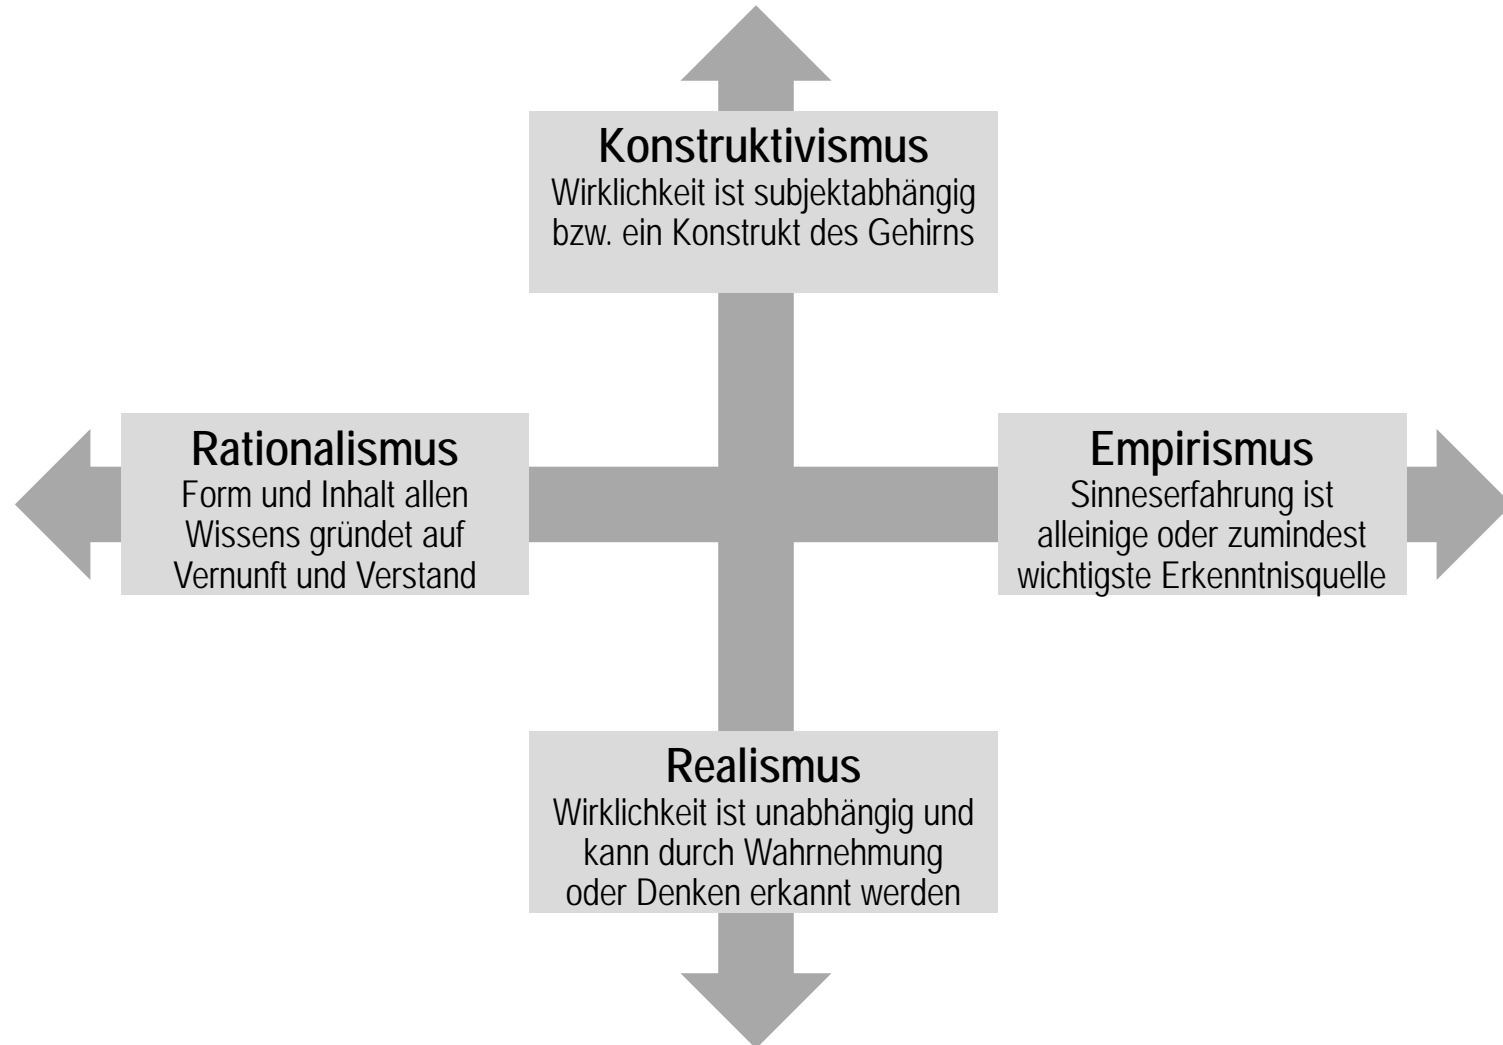 Konstruktivismus
Wirklichkeit ist subjektabhängig
bzw. ein Konstrukt des Gehirns
Rationalismus
Form und Inhalt allen
Wissens gründet auf
Vernunft und Verstand
Empirismus
Sinneserfahrung ist
alleinige oder zumindest
wichtigste Erkenntnisquelle
Realismus
Wirklichkeit ist unabhängig und
kann durch Wahrnehmung
oder Denken erkannt werden